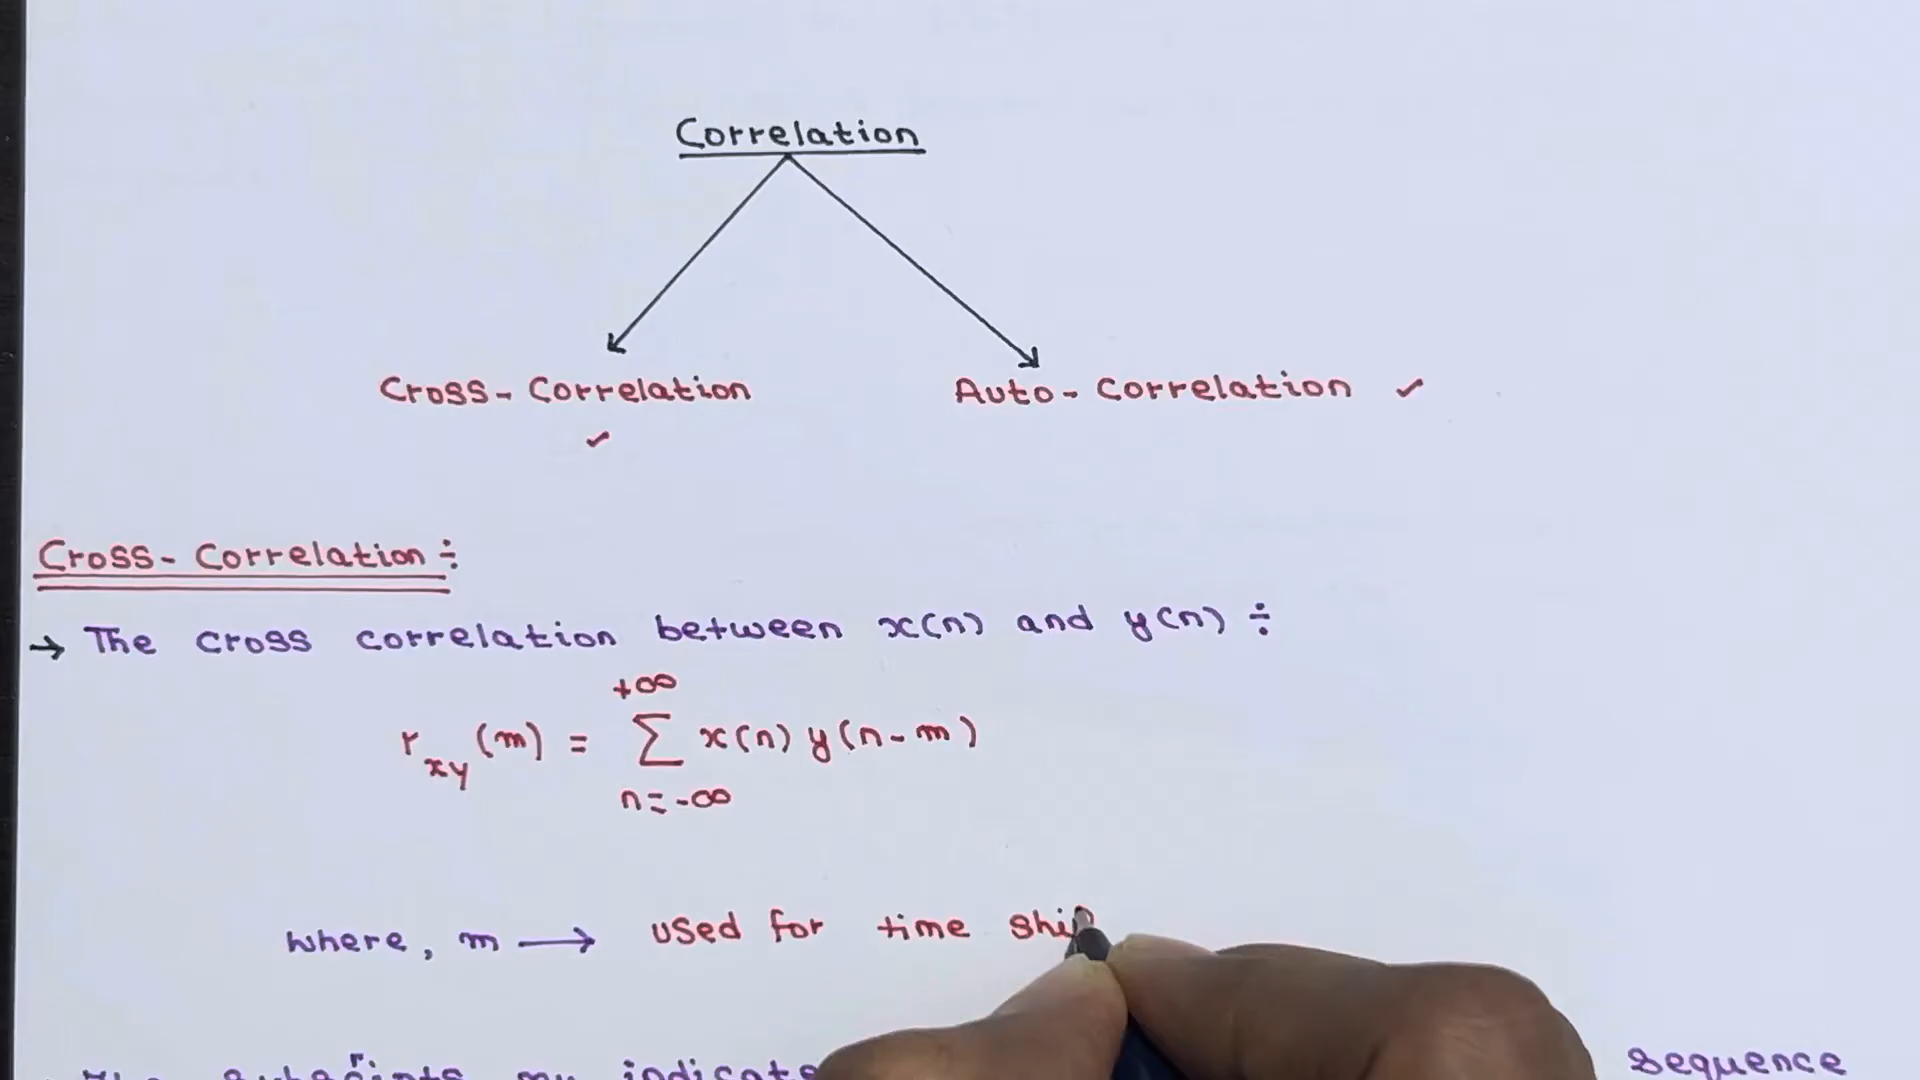 Correlation
Cross-Correlation Auto-Correlation ✓
✓
Cross-Correlation ÷
→ The cross correlation between x(n) and y(n) ÷
+∞
r_xy (m) = ∑ x(n) y(n-m)
n=-∞
where, m → used for time shi
indicate sequence